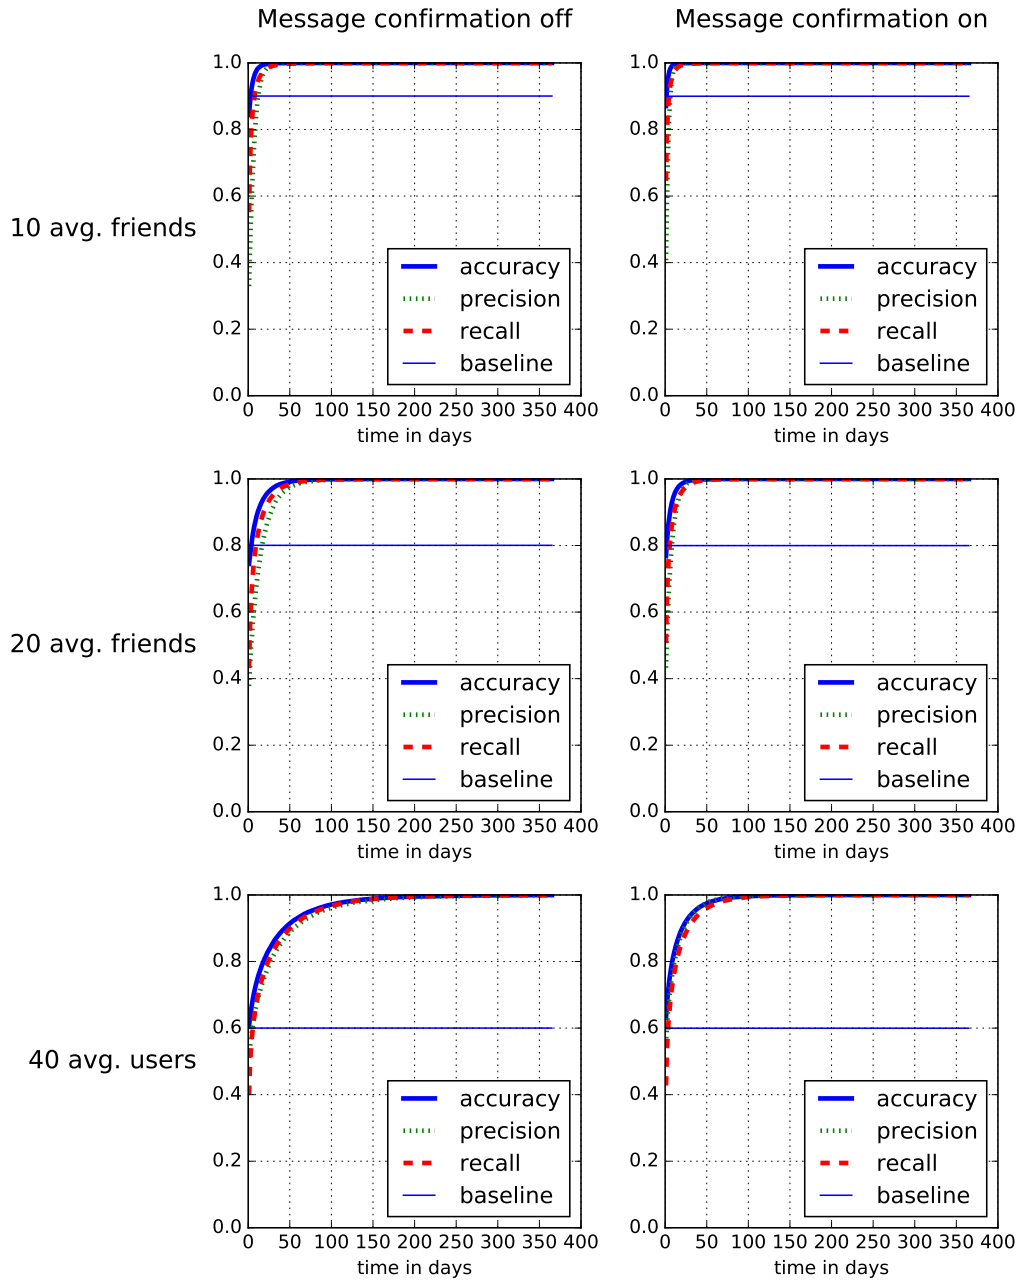 Message confirmation off
Message confirmation on
10 avg. friends
1.0
0.8
0.6
0.4
0.2
0.0
accuracy
precision
recall
baseline
0 50 100 150 200 250 300 350 400
time in days
1.0
0.8
0.6
0.4
0.2
0.0
accuracy
precision
recall
baseline
0 50 100 150 200 250 300 350 400
time in days
20 avg. friends
1.0
0.8
0.6
0.4
0.2
0.0
accuracy
precision
recall
baseline
0 50 100 150 200 250 300 350 400
time in days
1.0
0.8
0.6
0.4
0.2
0.0
accuracy
precision
recall
baseline
0 50 100 150 200 250 300 350 400
time in days
40 avg. users
1.0
0.8
0.6
0.4
0.2
0.0
accuracy
precision
recall
baseline
0 50 100 150 200 250 300 350 400
time in days
1.0
0.8
0.6
0.4
0.2
0.0
accuracy
precision
recall
baseline
0 50 100 150 200 250 300 350 400
time in days